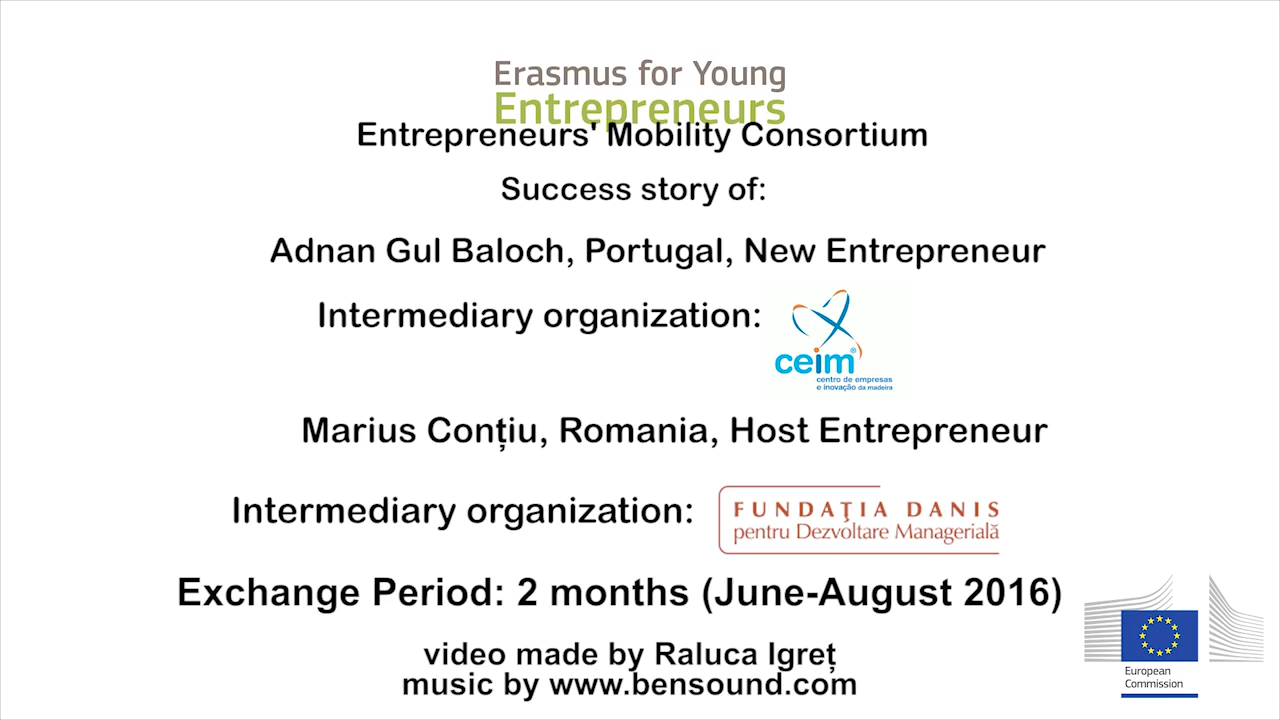 Erasmus for Young
Entrepreneurs
Entrepreneurs' Mobility Consortium
Success story of:
Adnan Gul Baloch, Portugal, New Entrepreneur
Intermediary organization:
ceim®
centro de empresas
e inovação da madeira
Marius Conțiu, Romania, Host Entrepreneur
Intermediary organization:
FUNDAŢIA DANIS
pentru Dezvoltare Managerială
Exchange Period: 2 months (June-August 2016)
video made by Raluca Igreț
music by www.bensound.com
European
Commission